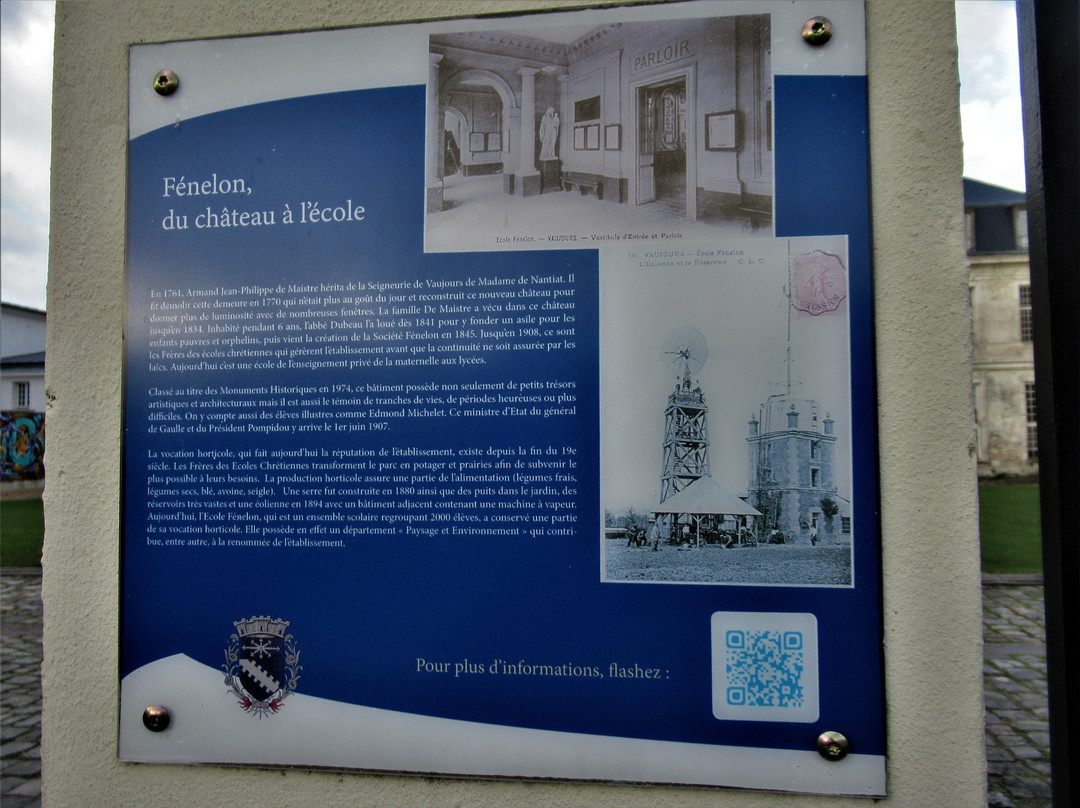 PARLOIR
Ecole Fénelon. — VAUJOURS. — Vestibule d'Entrée et Parloir.
Fénelon,
du château à l'école
VAUJOURS — Ecole Fénelon
L'Éolienne et le Réservoir C. L. C.
En 1761, Armand Jean-Philippe de Maistre hérita de la Seigneurie de Vaujours de Madame de Nantiat. Il
fit démolir cette demeure en 1770 qui n'était plus au goût du jour et reconstruit ce nouveau château pour
donner plus de luminosité avec de nombreuses fenêtres. La famille De Maistre a vécu dans ce château
jusqu'en 1834. Inhabité pendant 6 ans, l'abbé Dubeau l'a loué dès 1841 pour y fonder un asile pour les
enfants pauvres et orphelins, puis vient la création de la Société Fénelon en 1845. Jusqu'en 1908, ce sont
les Frères des écoles chrétiennes qui gérèrent l'établissement avant que la continuité ne soit assurée par les
laïcs. Aujourd'hui c'est une école de l'enseignement privé de la maternelle aux lycées.
Classé au titre des Monuments Historiques en 1974, ce bâtiment possède non seulement de petits trésors
artistiques et architecturaux mais il est aussi le témoin de tranches de vies, de périodes heureuses ou plus
difficiles. On y compte aussi des élèves illustres comme Edmond Michelet. Ce ministre d'Etat du général
de Gaulle et du Président Pompidou y arrive le 1er juin 1907.
La vocation horticole, qui fait aujourd'hui la réputation de l'établissement, existe depuis la fin du 19e
siècle. Les Frères des Ecoles Chrétiennes transforment le parc en potager et prairies afin de subvenir le
plus possible à leurs besoins. La production horticole assure une partie de l'alimentation (légumes frais,
légumes secs, blé, avoine, seigle). Une serre fut construite en 1880 ainsi que des puits dans le jardin, des
réservoirs très vastes et une éolienne en 1894 avec un bâtiment adjacent contenant une machine à vapeur.
Aujourd'hui, l'Ecole Fénelon, qui est un ensemble scolaire regroupant 2000 élèves, a conservé une partie
de sa vocation horticole. Elle possède en effet un département « Paysage et Environnement » qui contri-
bue, entre autre, à la renommée de l'établissement.
Pour plus d'informations, flashez :